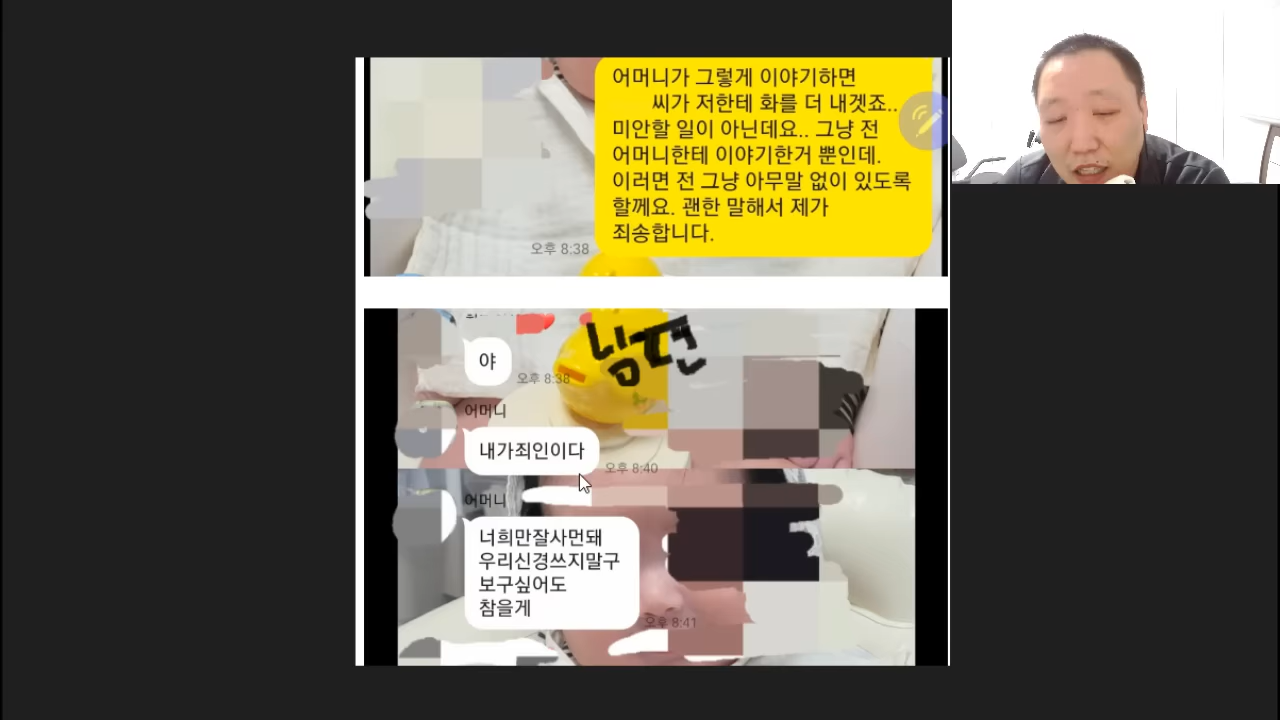 어머니가 그렇게 이야기하면
씨가 저한테 화를 더 내겟죠..
미안할 일이 아닌데요.. 그냥 전
어머니한테 이야기한거 뿐인데.
이러면 전 그냥 아무말 없이 있도록
할께요. 괜한 말해서 제가
죄송합니다.
오후 8:38
남편
야
오후 8:38
어머니
내가죄인이다
오후 8:40
어머니
너희만잘사먼돼
우리신경쓰지말구
보구싶어도
참을게
오후 8:41